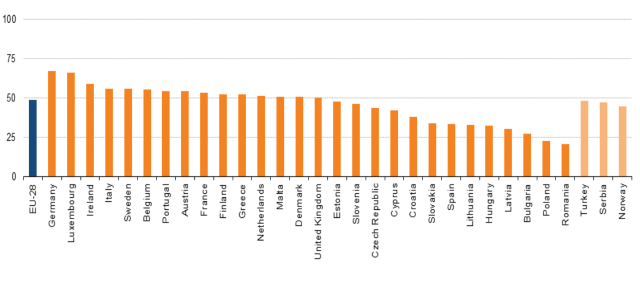 100
75
50
25
0
EU-28
Germany
Luxembourg
Ireland
Italy
Sweden
Belgium
Portugal
Austria
France
Finland
Greece
Netherlands
Malta
Denmark
United Kingdom
Estonia
Slovenia
Czech Republic
Cyprus
Croatia
Slovakia
Spain
Lithuania
Hungary
Latvia
Bulgaria
Poland
Romania
Turkey
Serbia
Norway